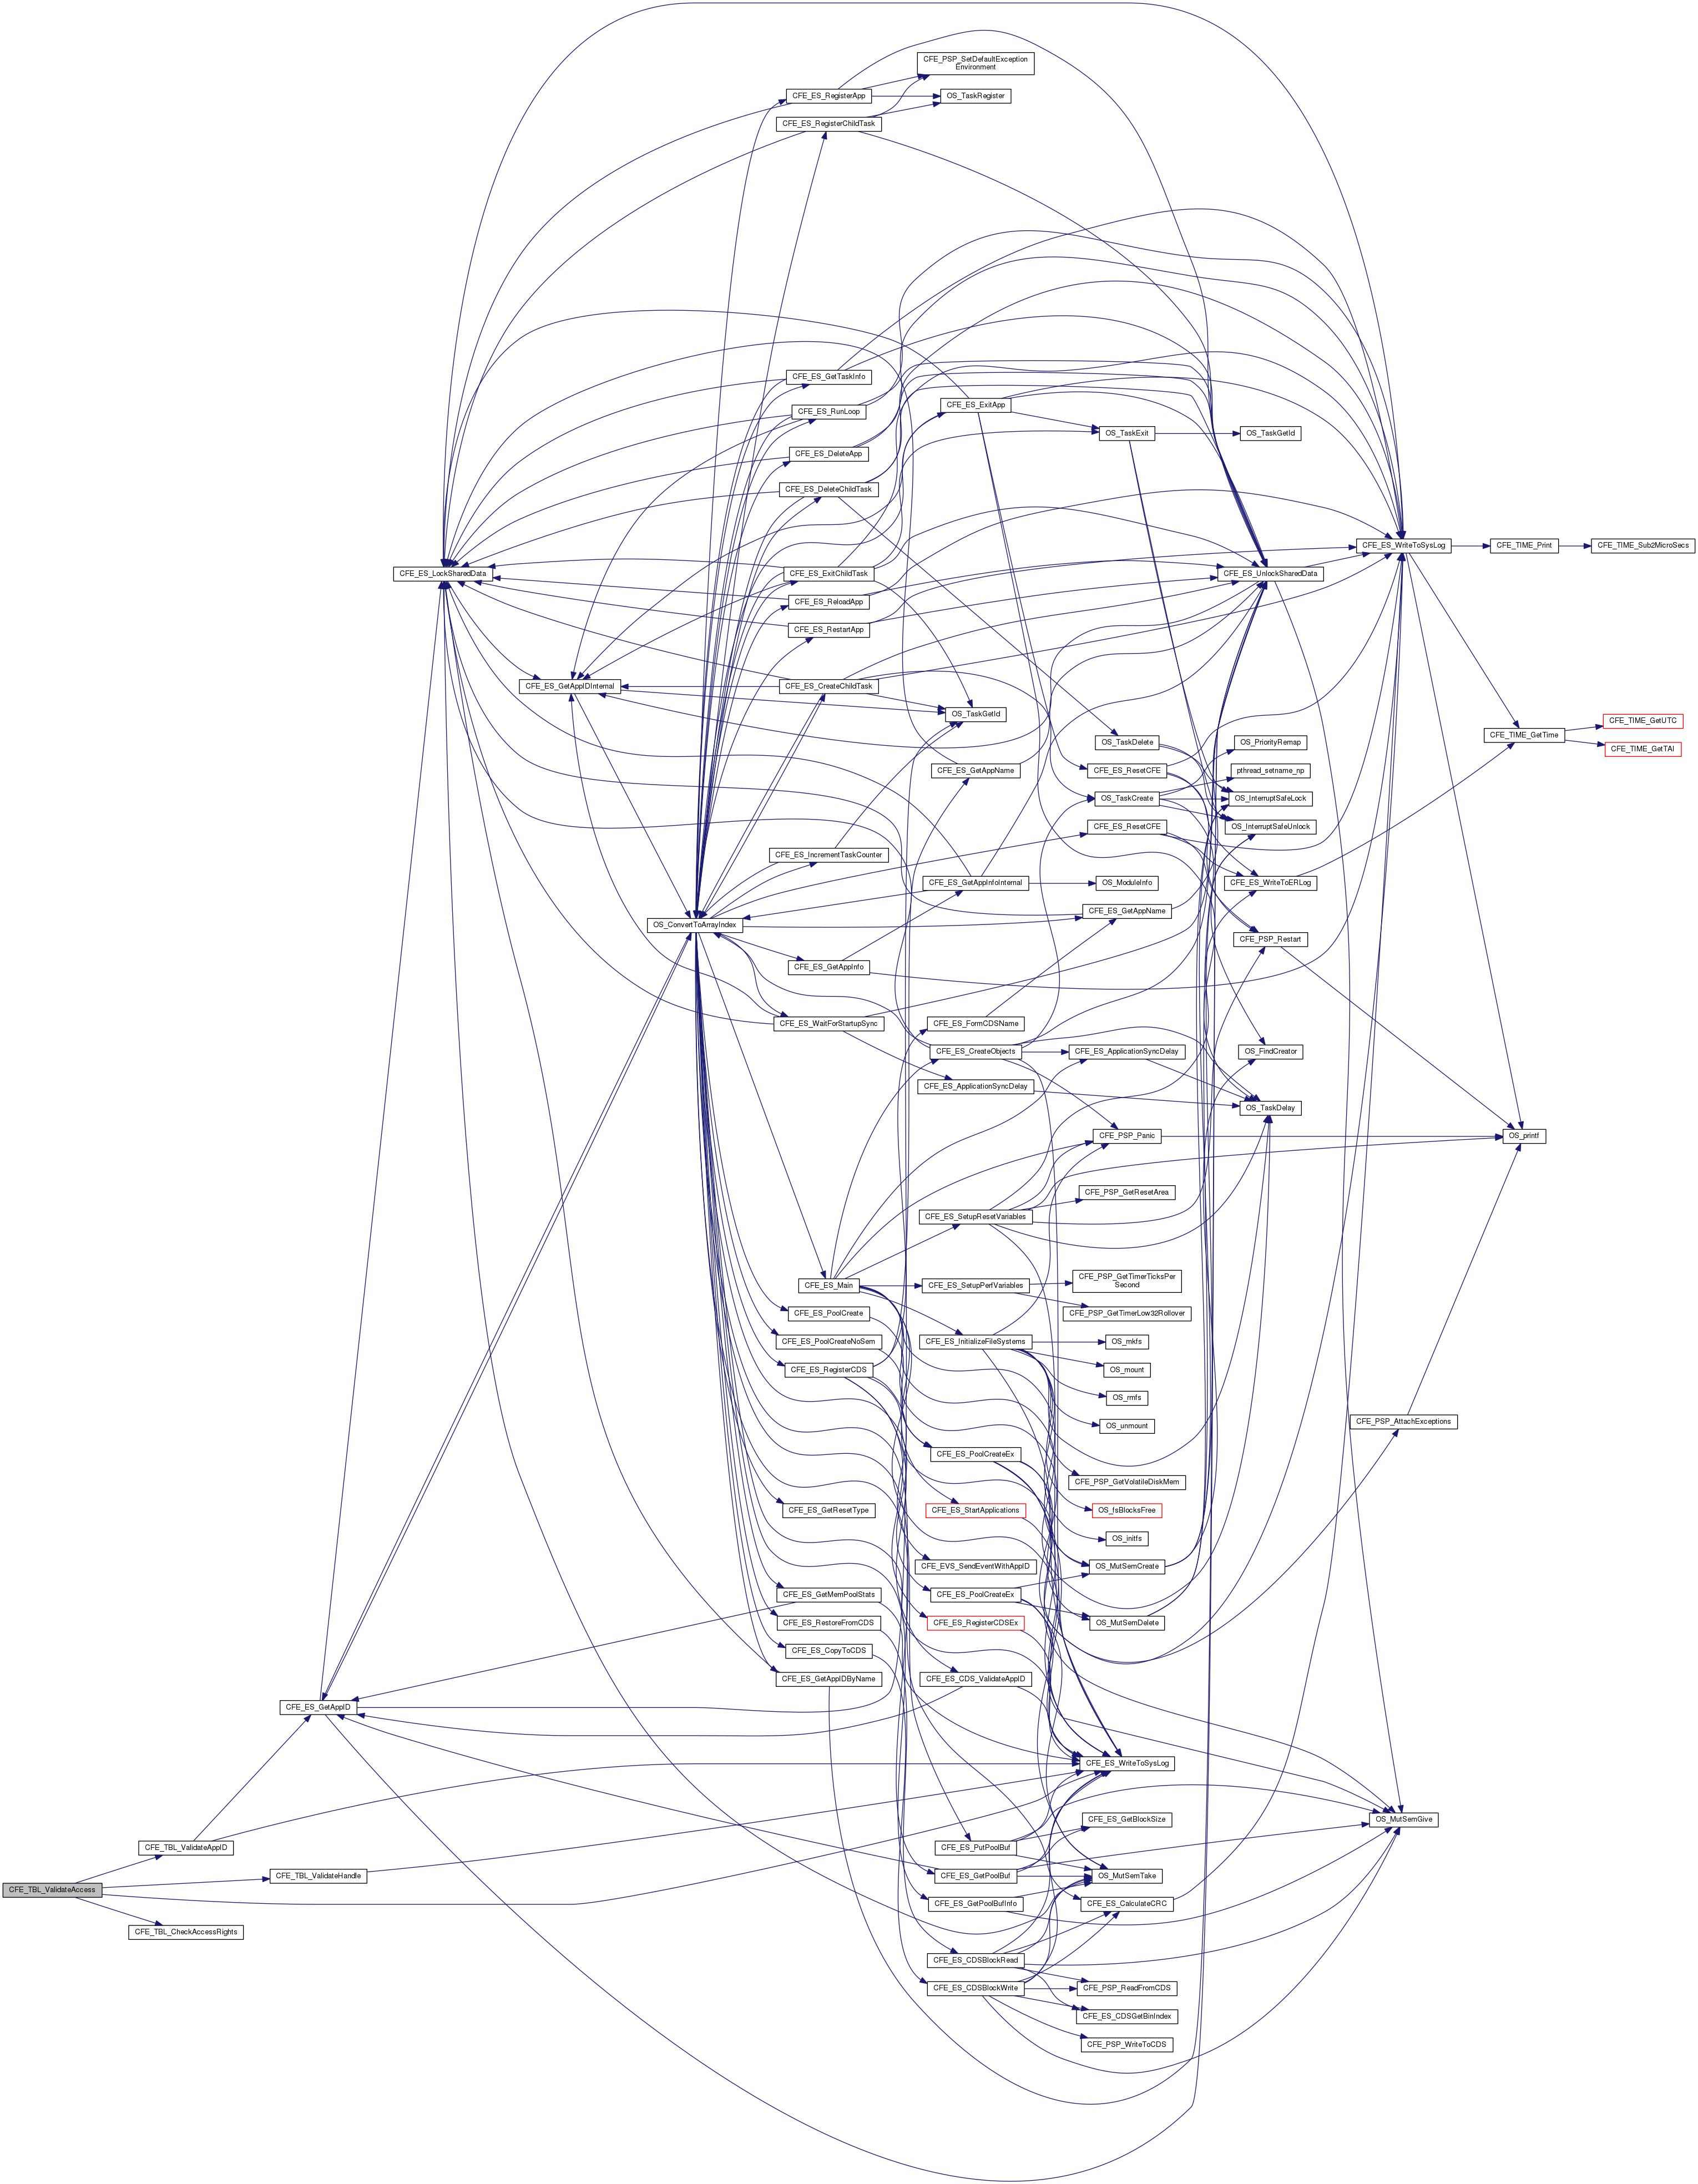 CFE_PSP_SetDefaultException
Environment
CFE_ES_RegisterApp
OS_TaskRegister
CFE_ES_RegisterChildTask
CFE_ES_GetTaskInfo
CFE_ES_ExitApp
CFE_ES_RunLoop
OS_TaskExit
OS_TaskGetId
CFE_ES_DeleteApp
CFE_ES_DeleteChildTask
CFE_ES_WriteToSysLog
CFE_TIME_Print
CFE_TIME_Sub2MicroSecs
CFE_ES_LockSharedData
CFE_ES_ExitChildTask
CFE_ES_UnlockSharedData
CFE_ES_ReloadApp
CFE_ES_RestartApp
CFE_ES_GetAppIDInternal
CFE_ES_CreateChildTask
OS_TaskGetId
CFE_TIME_GetUTC
CFE_TIME_GetTime
OS_TaskDelete
OS_PriorityRemap
CFE_TIME_GetTAI
CFE_ES_GetAppName
CFE_ES_ResetCFE
pthread_setname_np
OS_TaskCreate
OS_InterruptSafeLock
CFE_ES_ResetCFE
OS_InterruptSafeUnlock
CFE_ES_IncrementTaskCounter
CFE_ES_GetAppInfoInternal
OS_ModuleInfo
CFE_ES_WriteToERLog
CFE_ES_GetAppName
OS_ConvertToArrayIndex
CFE_PSP_Restart
CFE_ES_GetAppInfo
CFE_ES_WaitForStartupSync
CFE_ES_FormCDSName
CFE_ES_CreateObjects
CFE_ES_ApplicationSyncDelay
OS_FindCreator
CFE_ES_ApplicationSyncDelay
OS_TaskDelay
CFE_PSP_Panic
OS_printf
CFE_PSP_GetResetArea
CFE_ES_SetupResetVariables
CFE_ES_Main
CFE_ES_SetupPerfVariables
CFE_PSP_GetTimerTicksPer
Second
CFE_PSP_GetTimerLow32Rollover
CFE_ES_PoolCreate
CFE_ES_PoolCreateNoSem
CFE_ES_InitializeFileSystems
OS_mkfs
CFE_ES_RegisterCDS
OS_mount
OS_rmfs
OS_unmount
CFE_PSP_AttachExceptions
CFE_ES_PoolCreateEx
CFE_PSP_GetVolatileDiskMem
CFE_ES_GetResetType
CFE_ES_StartApplications
OS_fsBlocksFree
OS_initfs
CFE_EVS_SendEventWithAppID
OS_MutSemCreate
CFE_ES_GetMemPoolStats
CFE_ES_PoolCreateEx
CFE_ES_RestoreFromCDS
CFE_ES_RegisterCDSEx
OS_MutSemDelete
CFE_ES_CopyToCDS
CFE_ES_GetAppIDByName
CFE_ES_CDS_ValidateAppID
CFE_ES_GetAppID
CFE_ES_WriteToSysLog
CFE_ES_GetBlockSize
OS_MutSemGive
CFE_TBL_ValidateAppID
CFE_ES_PutPoolBuf
CFE_TBL_ValidateHandle
CFE_ES_GetPoolBuf
OS_MutSemTake
CFE_TBL_ValidateAccess
CFE_ES_GetPoolBufInfo
CFE_ES_CalculateCRC
CFE_TBL_CheckAccessRights
CFE_ES_CDSBlockRead
CFE_ES_CDSBlockWrite
CFE_PSP_ReadFromCDS
CFE_ES_CDSGetBinIndex
CFE_PSP_WriteToCDS